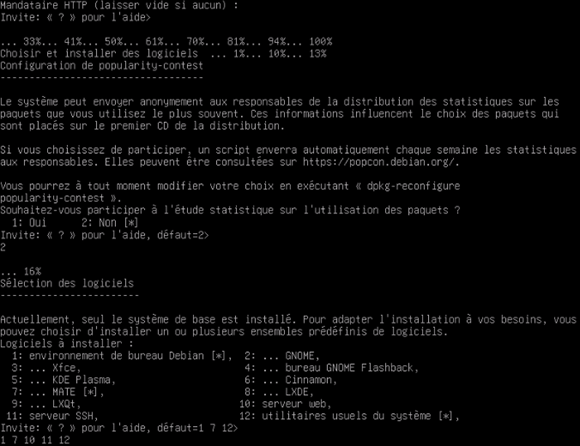 Mandataire HTTP (laisser vide si aucun) :
Invite: « ? » pour l'aide>
... 33%... 41%... 50%... 61%... 70%... 81%... 94%... 100%
Choisir et installer des logiciels  ... 1%... 10%... 13%
Configuration de popularity-contest
-----------------------------------
Le système peut envoyer anonymement aux responsables de la distribution des statistiques sur les
paquets que vous utilisez le plus souvent. Ces informations influencent le choix des paquets qui
sont placés sur le premier CD de la distribution.
Si vous choisissez de participer, un script enverra automatiquement chaque semaine les statistiques
aux responsables. Elles peuvent être consultées sur https://popcon.debian.org/.
Vous pourrez à tout moment modifier votre choix en exécutant « dpkg-reconfigure
popularity-contest ».
Souhaitez-vous participer à l'étude statistique sur l'utilisation des paquets ?
  1: Oui      2: Non [*]
Invite: « ? » pour l'aide, défaut=2>
2
... 16%
Sélection des logiciels
-----------------------
Actuellement, seul le système de base est installé. Pour adapter l'installation à vos besoins, vous
pouvez choisir d'installer un ou plusieurs ensembles prédéfinis de logiciels.
Logiciels à installer :
  1: environnement de bureau Debian [*],  2: ... GNOME,
  3: ... Xfce,                            4: ... bureau GNOME Flashback,
  5: ... KDE Plasma,                      6: ... Cinnamon,
  7: ... MATE [*],                        8: ... LXDE,
  9: ... LXQt,                           10: serveur web,
 11: serveur SSH,                        12: utilitaires usuels du système [*],
Invite: « ? » pour l'aide, défaut=1 7 12>
1 7 10 11 12